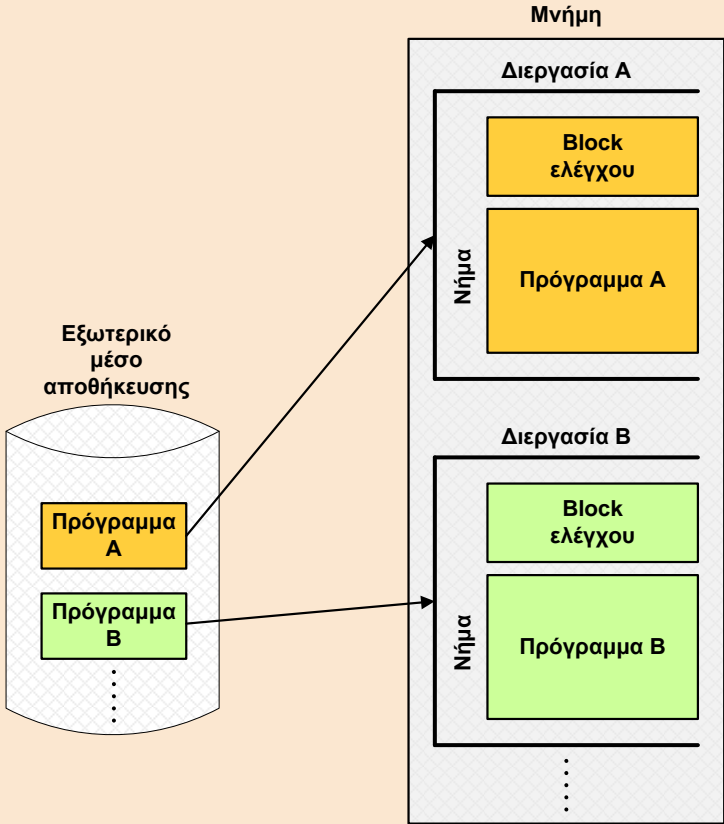 Μνήμη
Διεργασία Α
Block
ελέγχου
Νήμα
Πρόγραμμα Α
Εξωτερικό
μέσο
αποθήκευσης
Πρόγραμμα
Α
Πρόγραμμα
Β
Διεργασία Β
Block
ελέγχου
Νήμα
Πρόγραμμα Β